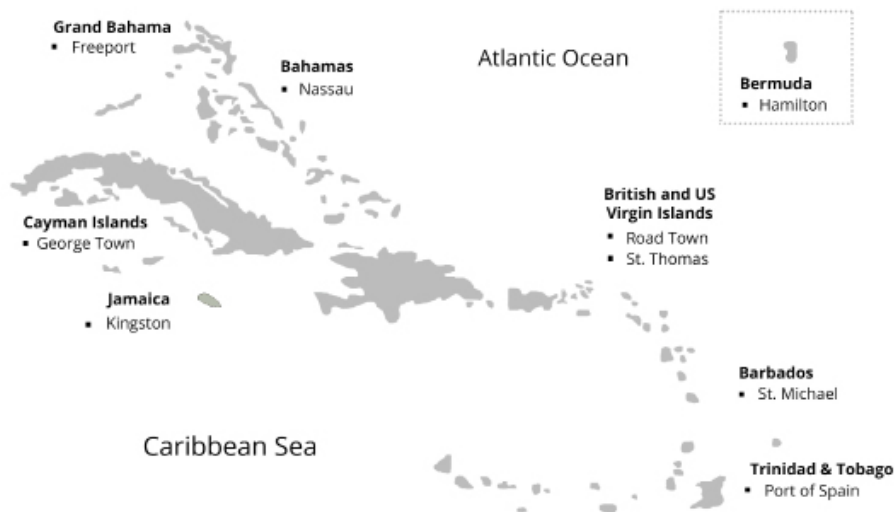 Grand Bahama
▪ Freeport
Bahamas
▪ Nassau
Atlantic Ocean
Bermuda
▪ Hamilton
British and US
Virgin Islands
▪ Road Town
▪ St. Thomas
Cayman Islands
▪ George Town
Jamaica
▪ Kingston
Barbados
▪ St. Michael
Caribbean Sea
Trinidad & Tobago
▪ Port of Spain